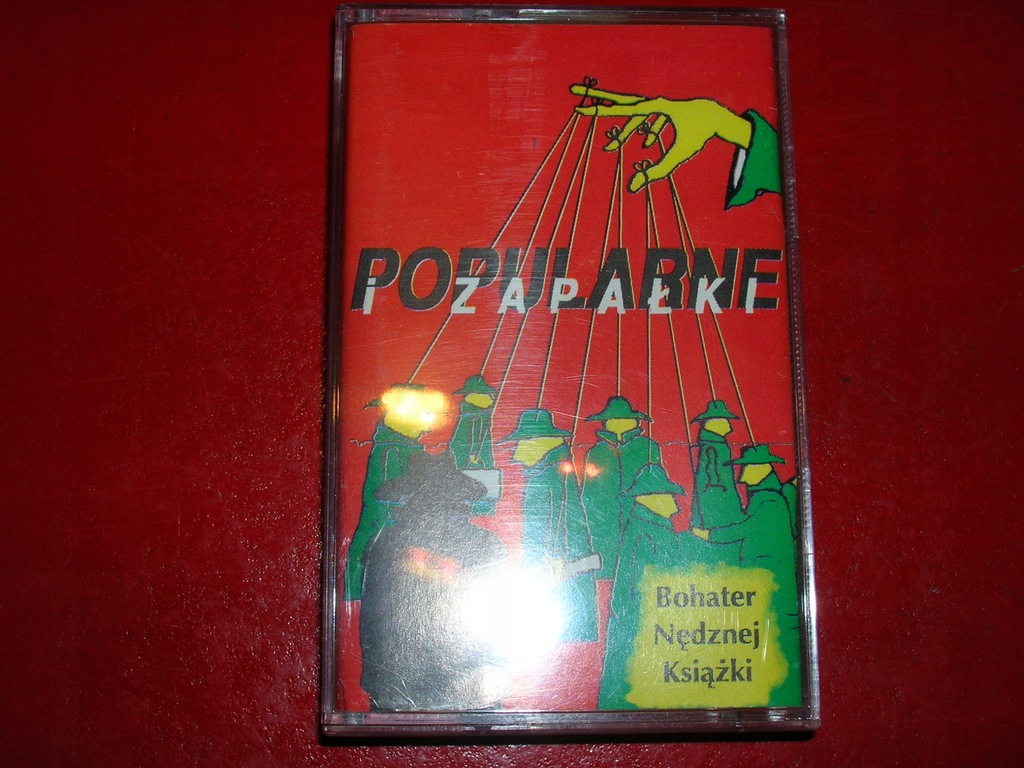 POPULARNE
i ZAPAŁKI
Bohater
Nędznej
Książki